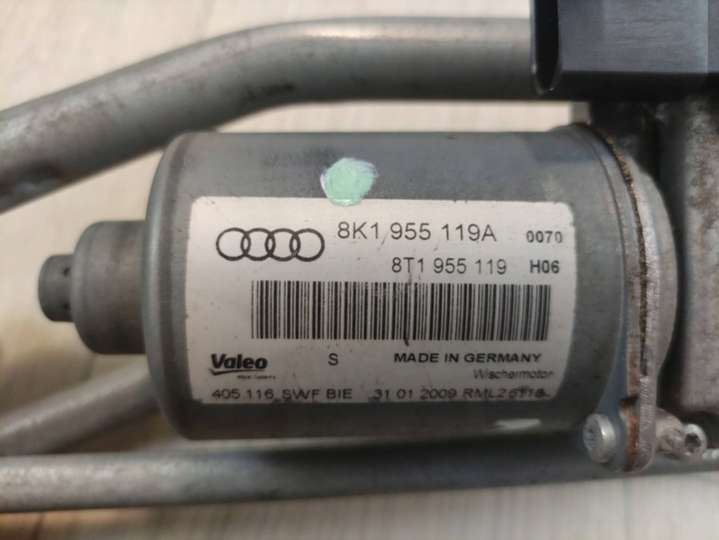 8K1 955 119A 0070
8T1 955 119 H06
Valeo S MADE IN GERMANY
Wischermotor
405.116 SWF BIE 31 01 2009